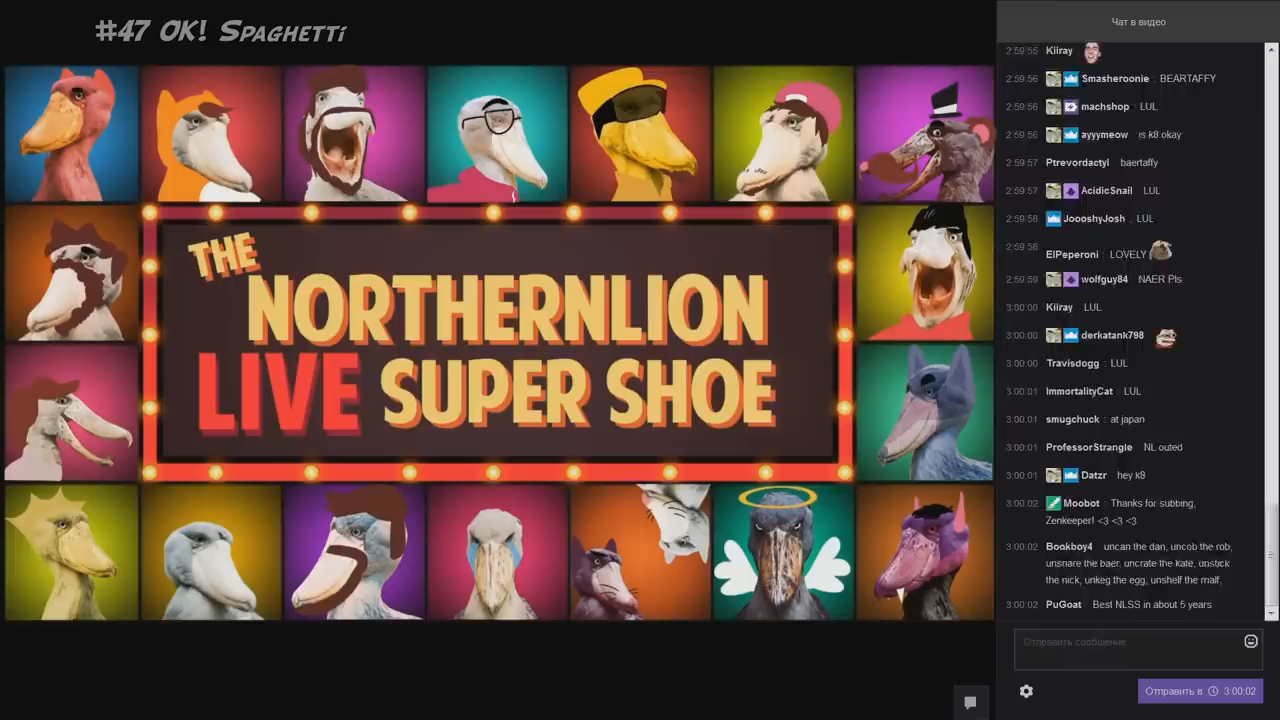 #47 OK! Spaghetti
THE
NORTHERNLION
LIVE SUPER SHOE
Чат в видео
2:59:55 Kiiray
2:59:56 Smasheroonie : BEARTAFFY
2:59:56 machshop : LUL
2:59:56 ayyymeow : is k8 okay
2:59:57 Ptrevordactyl : baertaffy
2:59:57 AcidicSnail : LUL
2:59:58 JoooshyJosh : LUL
2:59:58 ElPeperoni : LOVELY
2:59:59 wolfguy84 : NAER Pls
3:00:00 Kiiray : LUL
3:00:00 derkatank798 :
3:00:00 Travisdogg : LUL
3:00:01 ImmortalityCat : LUL
3:00:01 smugchuck : at japan
3:00:01 ProfessorStrangle : NL outed
3:00:01 Datzr : hey k8
3:00:02 Moobot : Thanks for subbing,
Zenkeeper! <3 <3 <3
3:00:02 Bookboy4 : uncan the dan, uncob the rob,
unsnare the baer, uncrate the kate, unstick
the nick, unkeg the egg, unshelf the malf,
3:00:02 PuGoat : Best NLSS in about 5 years
Отправить сообщение
Отправить в 3:00:02